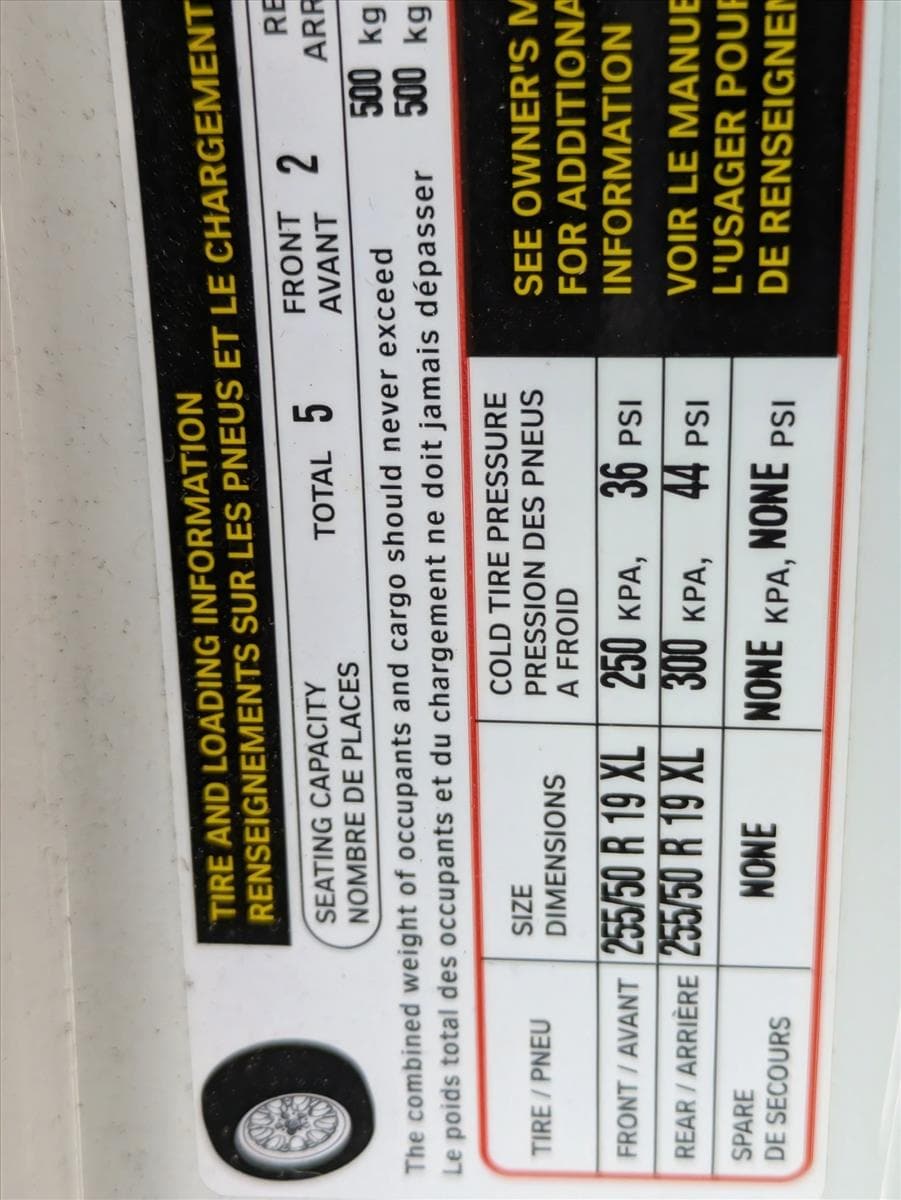 TIRE AND LOADING INFORMATION
RENSEIGNEMENTS SUR LES PNEUS ET LE CHARGEMENT
SEATING CAPACITY
NOMBRE DE PLACES
TOTAL 5
FRONT
AVANT 2
RE
ARR
The combined weight of occupants and cargo should never exceed 500 kg
Le poids total des occupants et du chargement ne doit jamais dépasser 500 kg
TIRE / PNEU
SIZE
DIMENSIONS
COLD TIRE PRESSURE
PRESSION DES PNEUS
A FROID
FRONT / AVANT 255/50 R 19 XL 250 KPA, 36 PSI
REAR / ARRIÈRE 255/50 R 19 XL 300 KPA, 44 PSI
SPARE
DE SECOURS
NONE NONE KPA, NONE PSI
SEE OWNER'S M
FOR ADDITIONA
INFORMATION
VOIR LE MANUE
L'USAGER POUR
DE RENSEIGNEM